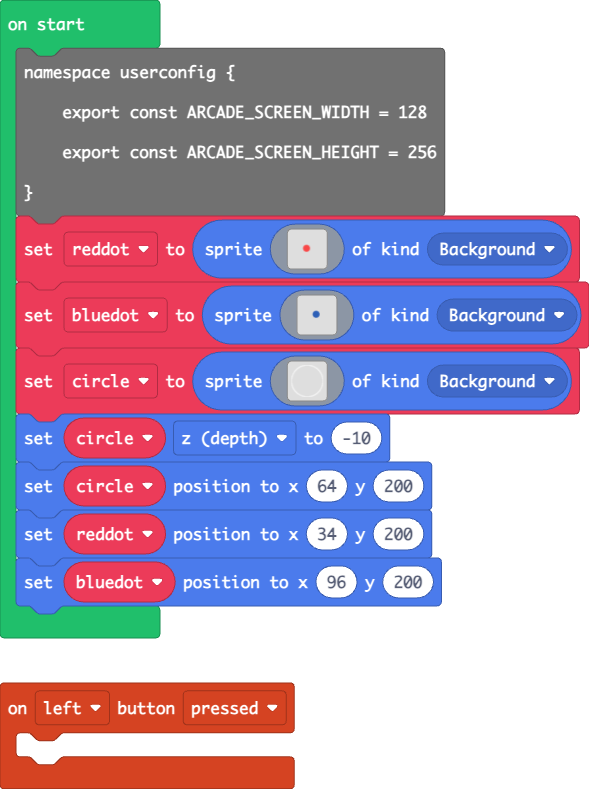 on start
namespace userconfig {
export const ARCADE_SCREEN_WIDTH = 128
export const ARCADE_SCREEN_HEIGHT = 256
}
set reddot to sprite of kind Background
set bluedot to sprite of kind Background
set circle to sprite of kind Background
set circle z (depth) to -10
set circle position to x 64 y 200
set reddot position to x 34 y 200
set bluedot position to x 96 y 200
on left button pressed